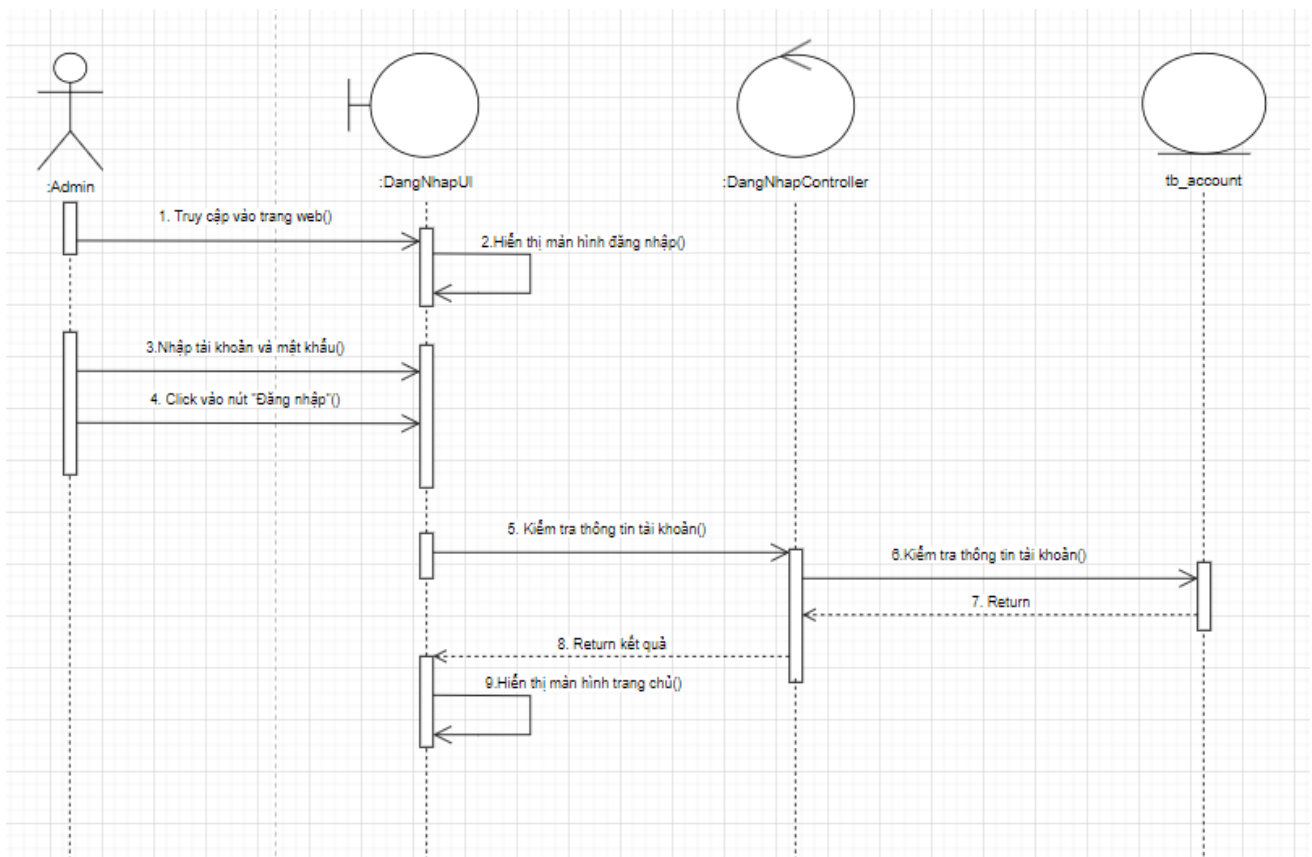 :Admin
:DangNhapUI
:DangNhapController
tb_account
1. Truy cập vào trang web()
2.Hiển thị màn hình đăng nhập()
3.Nhập tài khoản và mật khẩu()
4. Click vào nút "Đăng nhập"()
5. Kiểm tra thông tin tài khoản()
6.Kiểm tra thông tin tài khoản()
7. Return
8. Return kết quả
9.Hiển thị màn hình trang chủ()